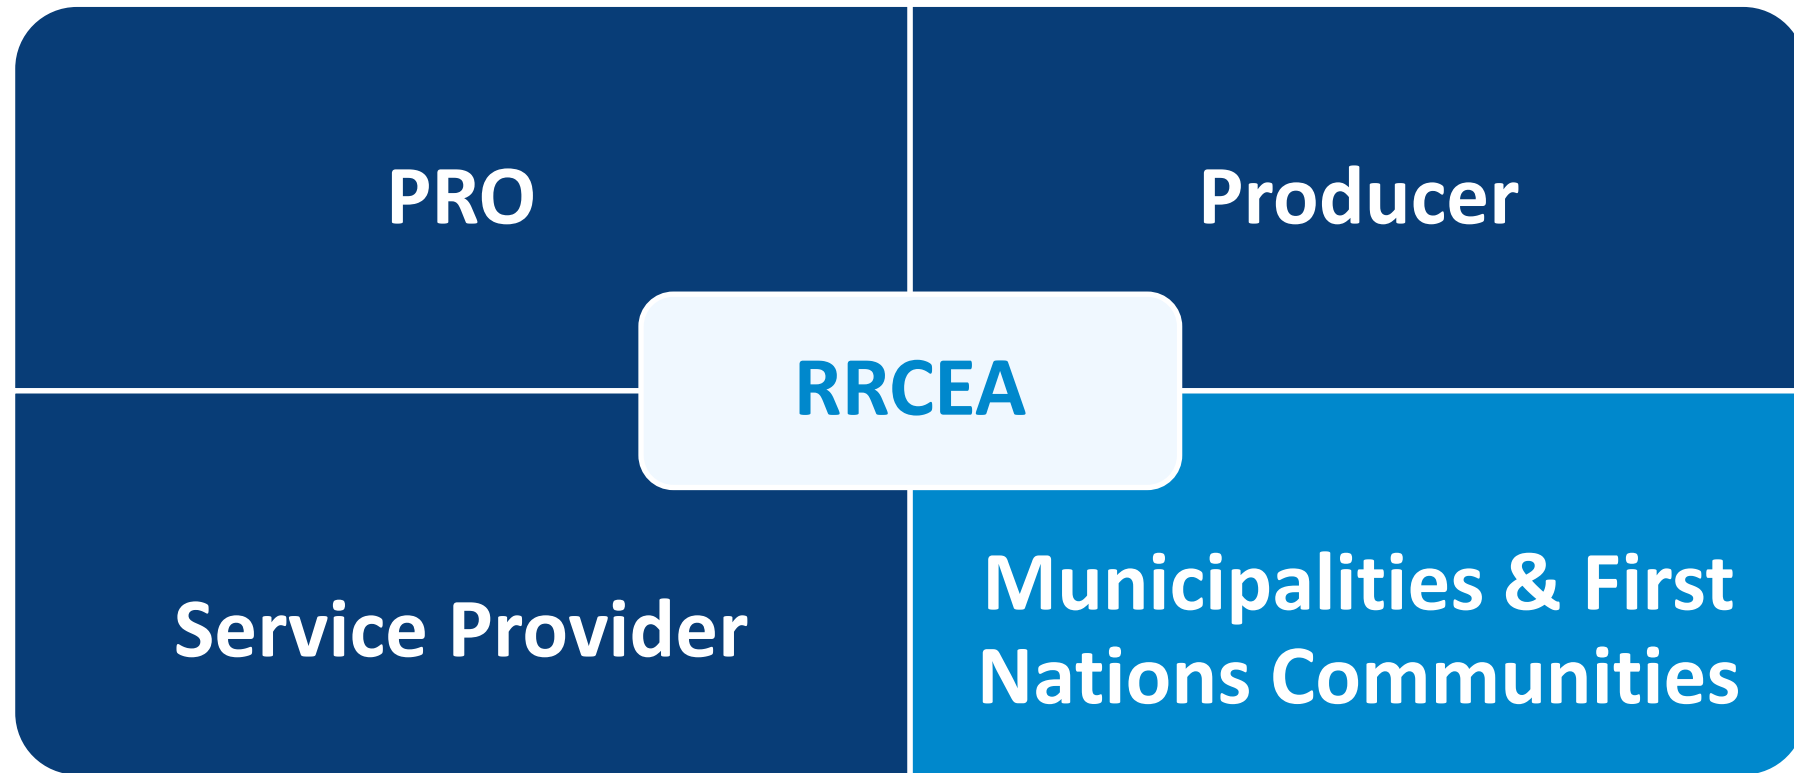 PRO
Producer
RRCEA
Service Provider
Municipalities & First
Nations Communities